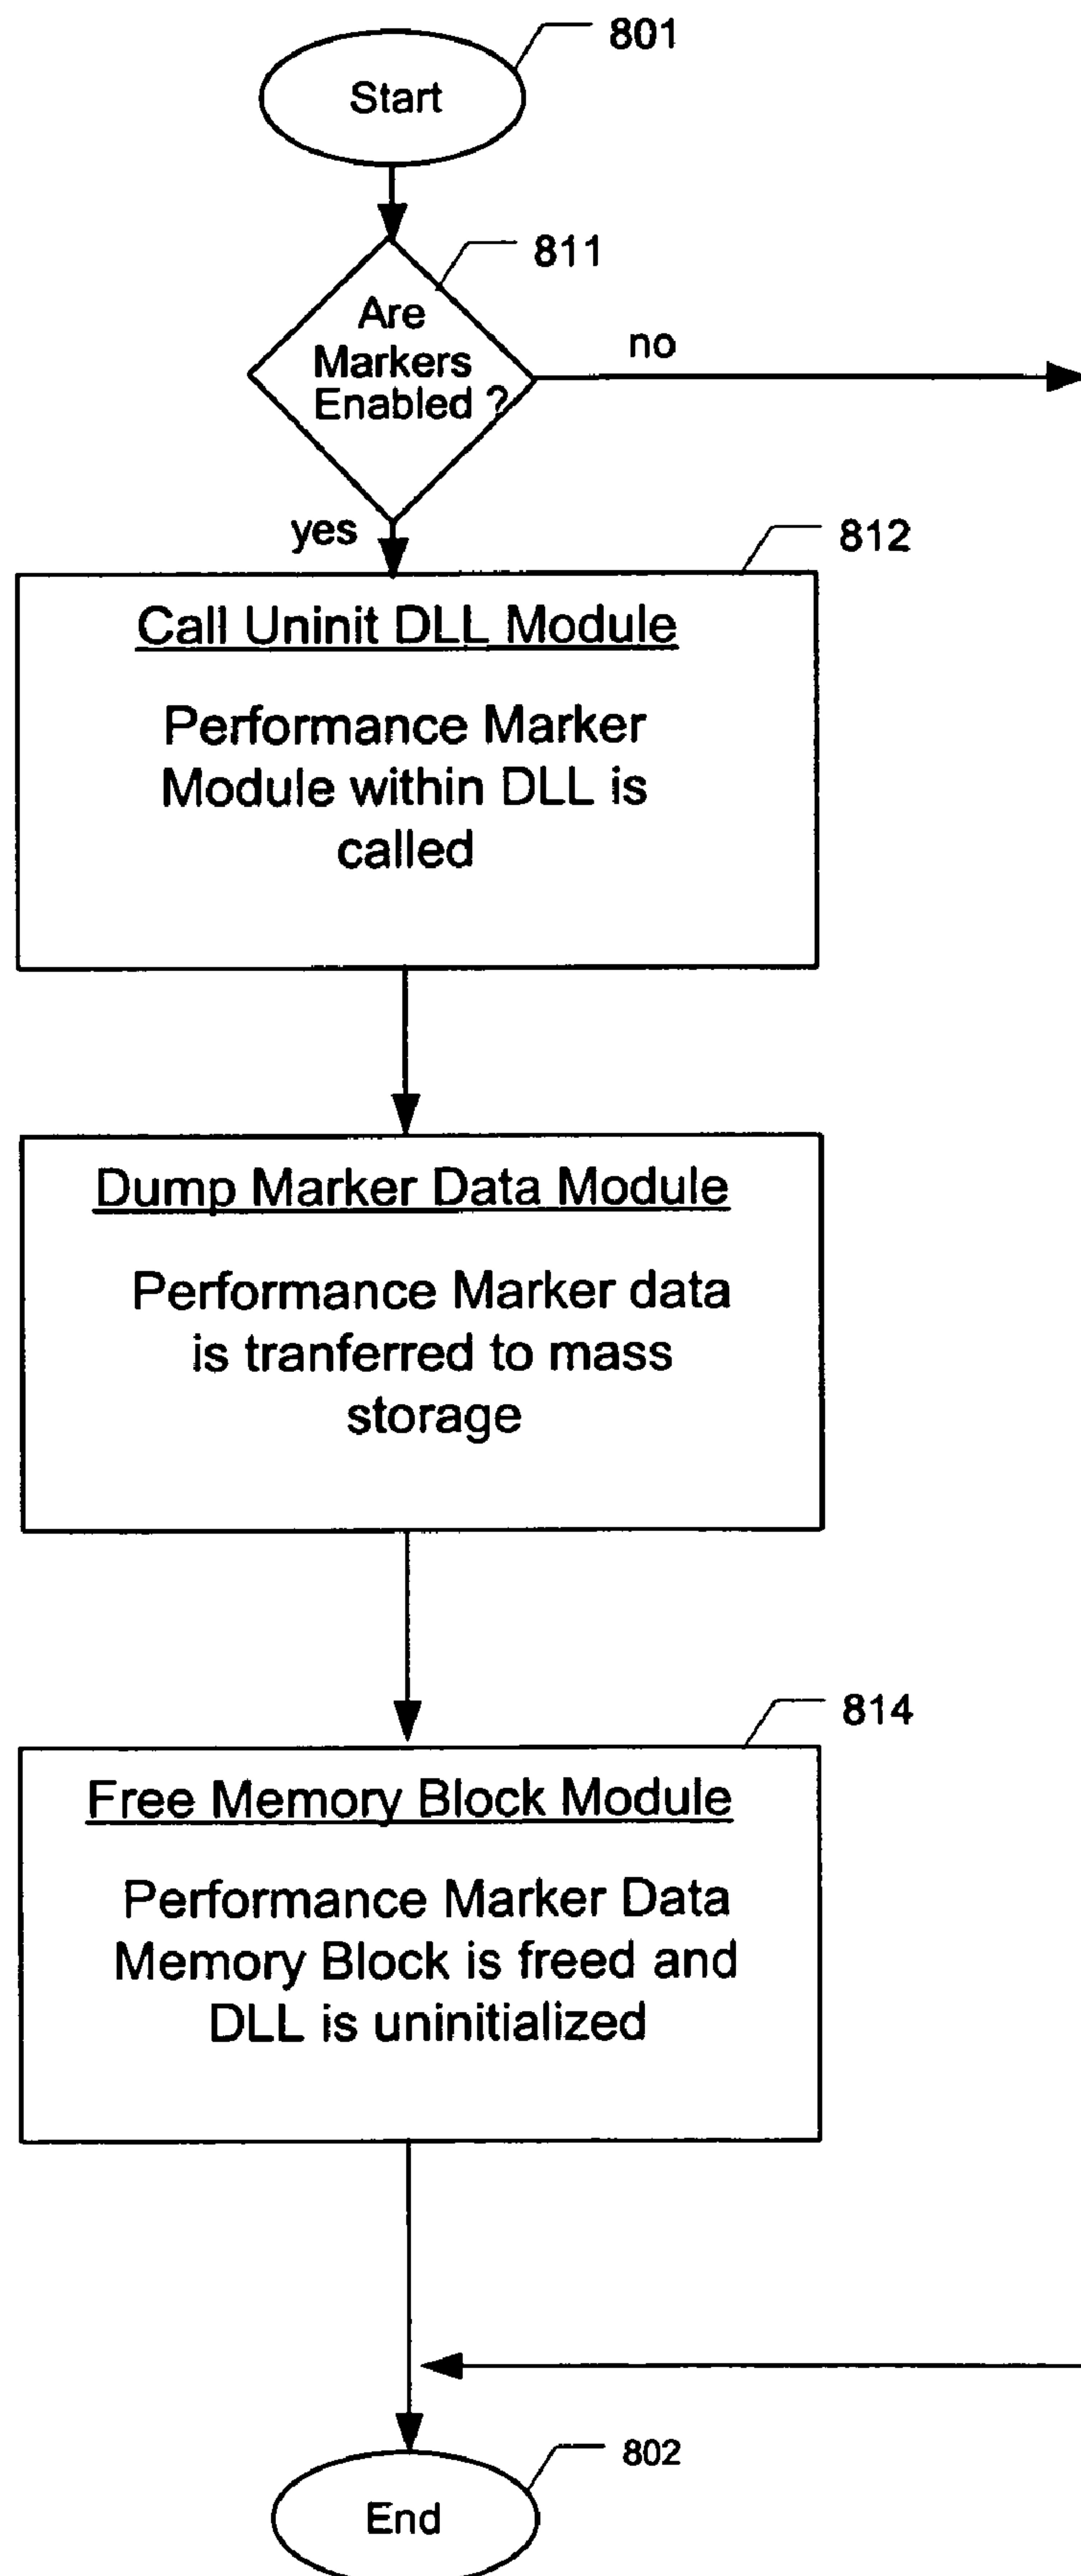 801
Start
811
Are
Markers
Enabled ?
no
yes
812
Call Uninit DLL Module
Performance Marker
Module within DLL is
called
Dump Marker Data Module
Performance Marker data
is tranferred to mass
storage
814
Free Memory Block Module
Performance Marker Data
Memory Block is freed and
DLL is uninitialized
802
End